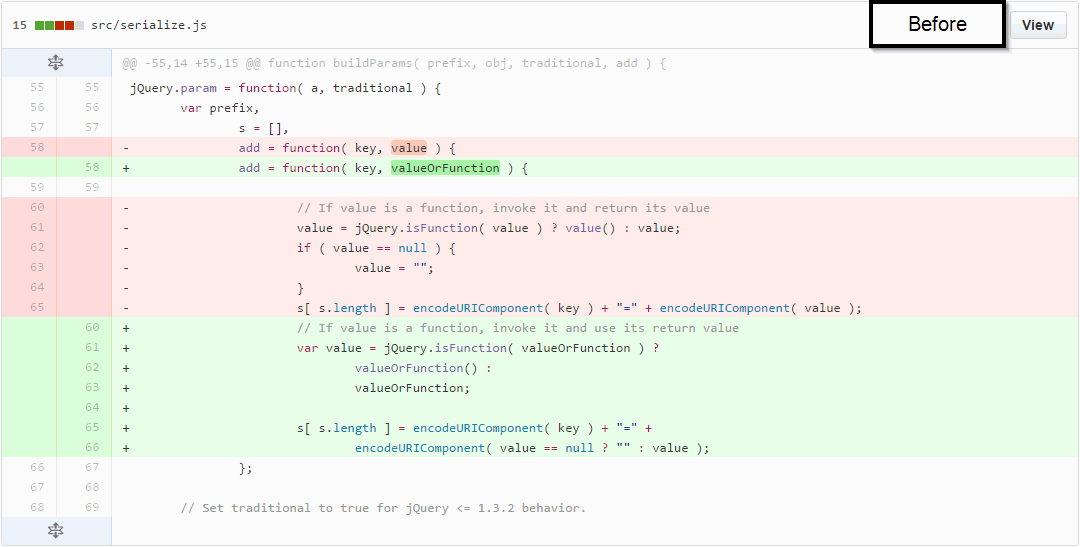 15 src/serialize.js Before View
@@ -55,14 +55,15 @@ function buildParams( prefix, obj, traditional, add ) {
55 55 jQuery.param = function( a, traditional ) {
56 56 var prefix,
57 57 s = [],
58 - add = function( key, value ) {
58 + add = function( key, valueOrFunction ) {
59 59
60 - // If value is a function, invoke it and return its value
61 - value = jQuery.isFunction( value ) ? value() : value;
62 - if ( value == null ) {
63 - value = "";
64 - }
65 - s[ s.length ] = encodeURIComponent( key ) + "=" + encodeURIComponent( value );
60 + // If value is a function, invoke it and use its return value
61 + var value = jQuery.isFunction( valueOrFunction ) ?
62 + valueOrFunction() :
63 + valueOrFunction;
64 +
65 + s[ s.length ] = encodeURIComponent( key ) + "=" +
66 + encodeURIComponent( value == null ? "" : value );
66 67 };
67 68
68 69 // Set traditional to true for jQuery <= 1.3.2 behavior.